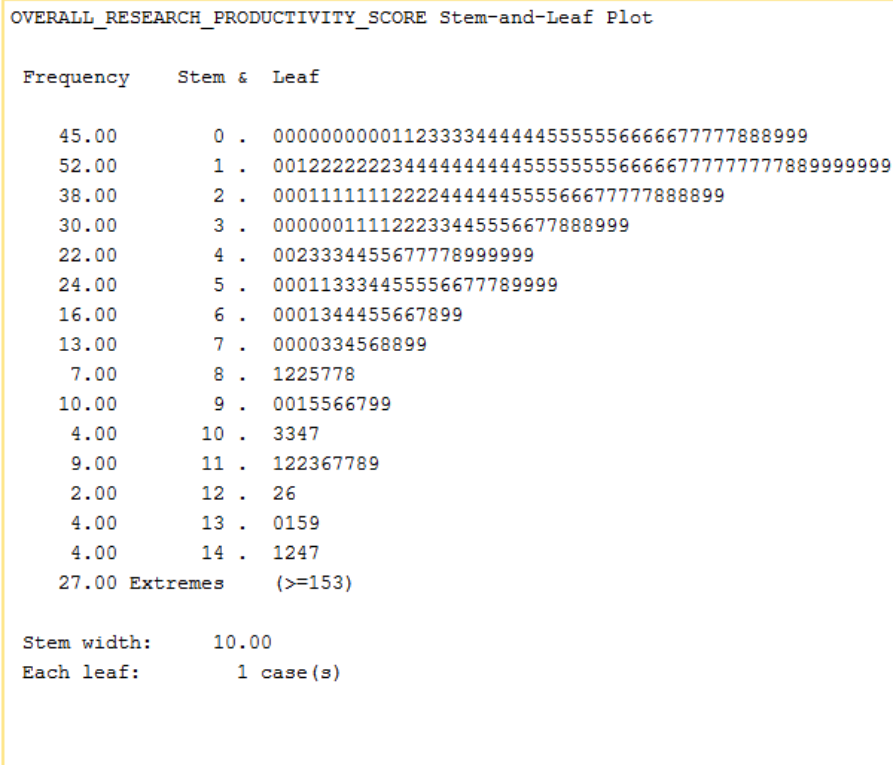 OVERALL_RESEARCH_PRODUCTIVITY_SCORE Stem-and-Leaf Plot
Frequency Stem & Leaf
45.00 0 . 000000000011233333444444555555666667777788899​9
52.00 1 . 0012222222344444444445555555566666777777777889999999
38.00 2 . 00011111112222444444555566677777888899
30.00 3 . 000000111122233445556677888999
22.00 4 . 0023334455677778999999
24.00 5 . 000113334455556677789999
16.00 6 . 0001344455667899
13.00 7 . 0000334568899
7.00 8 . 1225778
10.00 9 . 0015566799
4.00 10 . 3347
9.00 11 . 122367789
2.00 12 . 26
4.00 13 . 0159
4.00 14 . 1247
27.00 Extremes (>=153)
Stem width: 10.00
Each leaf: 1 case(s)